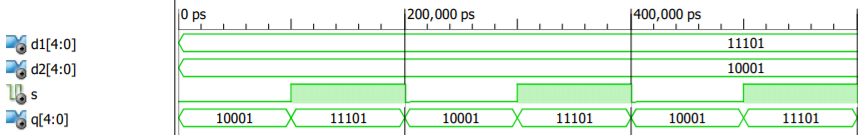 0 ps 200,000 ps 400,000 ps
d1[4:0] 11101
d2[4:0] 10001
s
q[4:0] 10001 11101 10001 11101 10001 11101